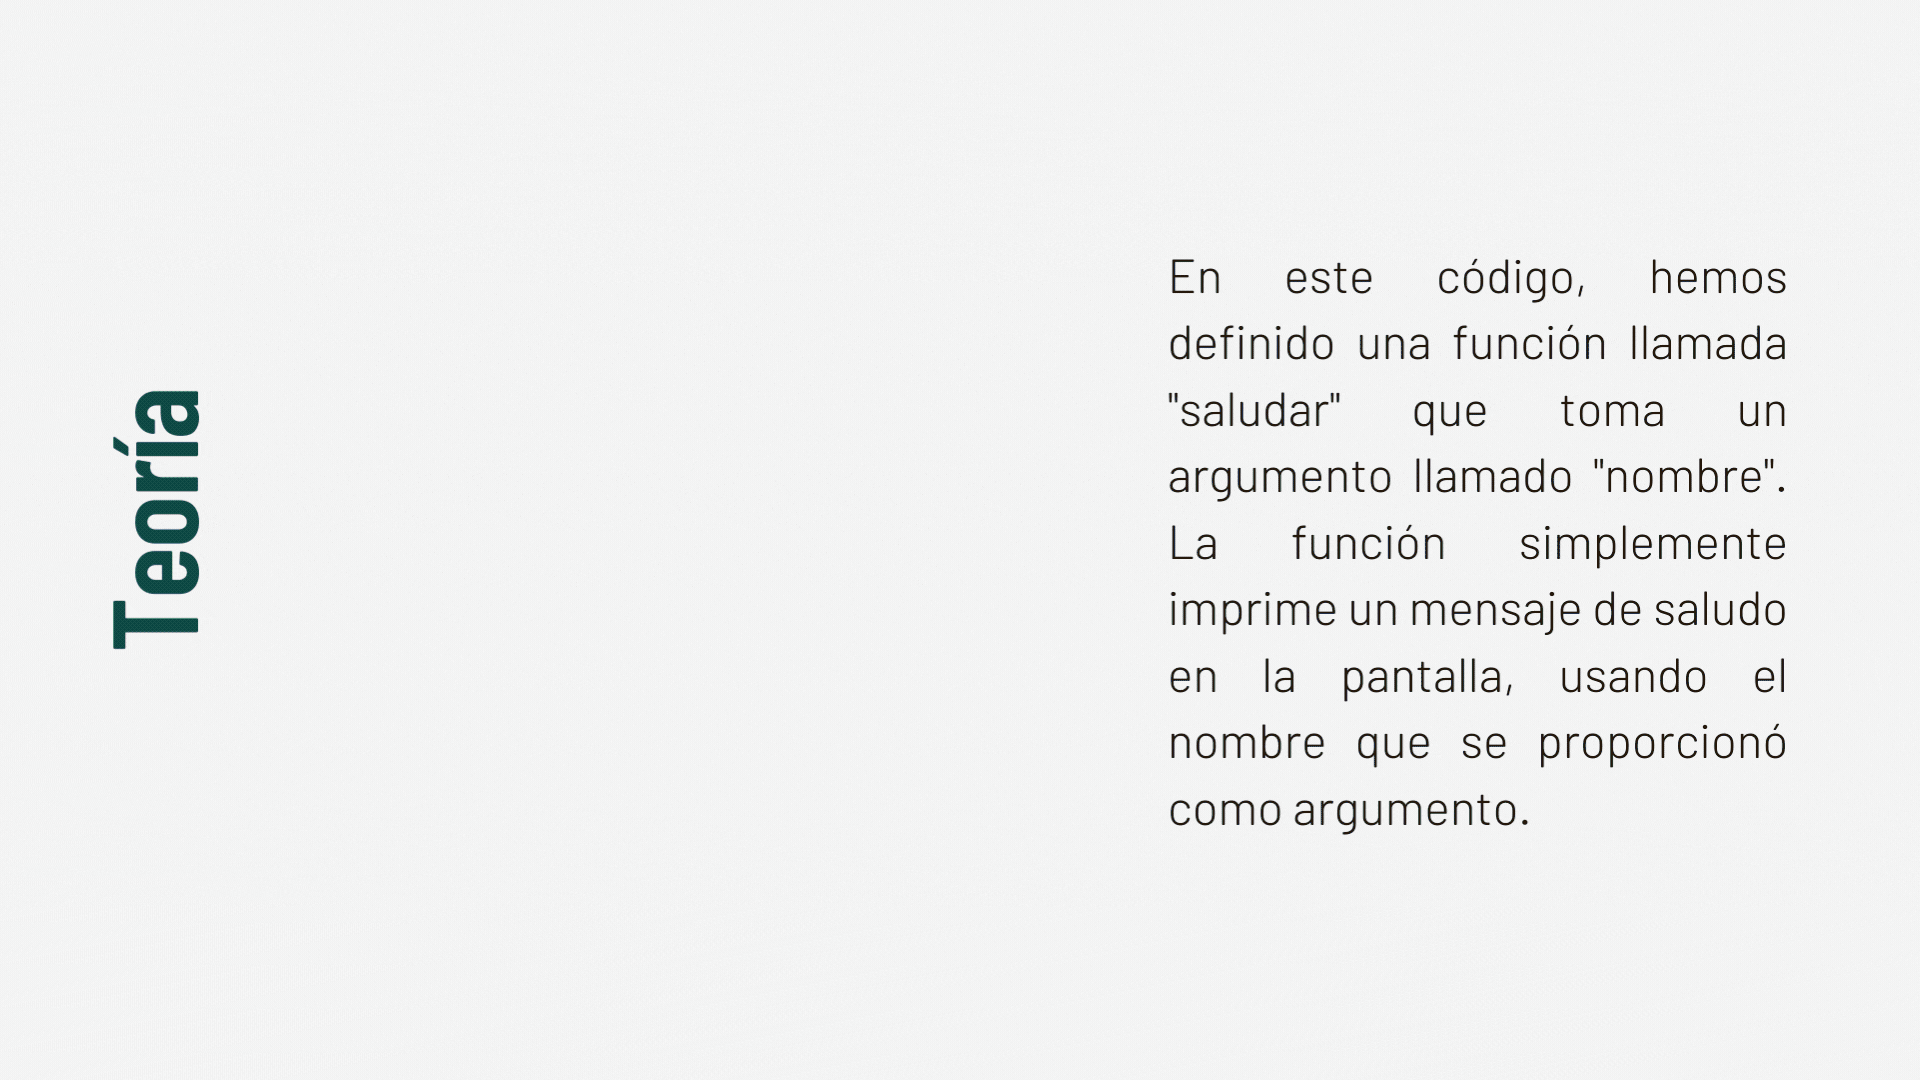 Teoría
En este código, hemos
definido una función llamada
"saludar" que toma un
argumento llamado "nombre".
La función simplemente
imprime un mensaje de saludo
en la pantalla, usando el
nombre que se proporcionó
como argumento.